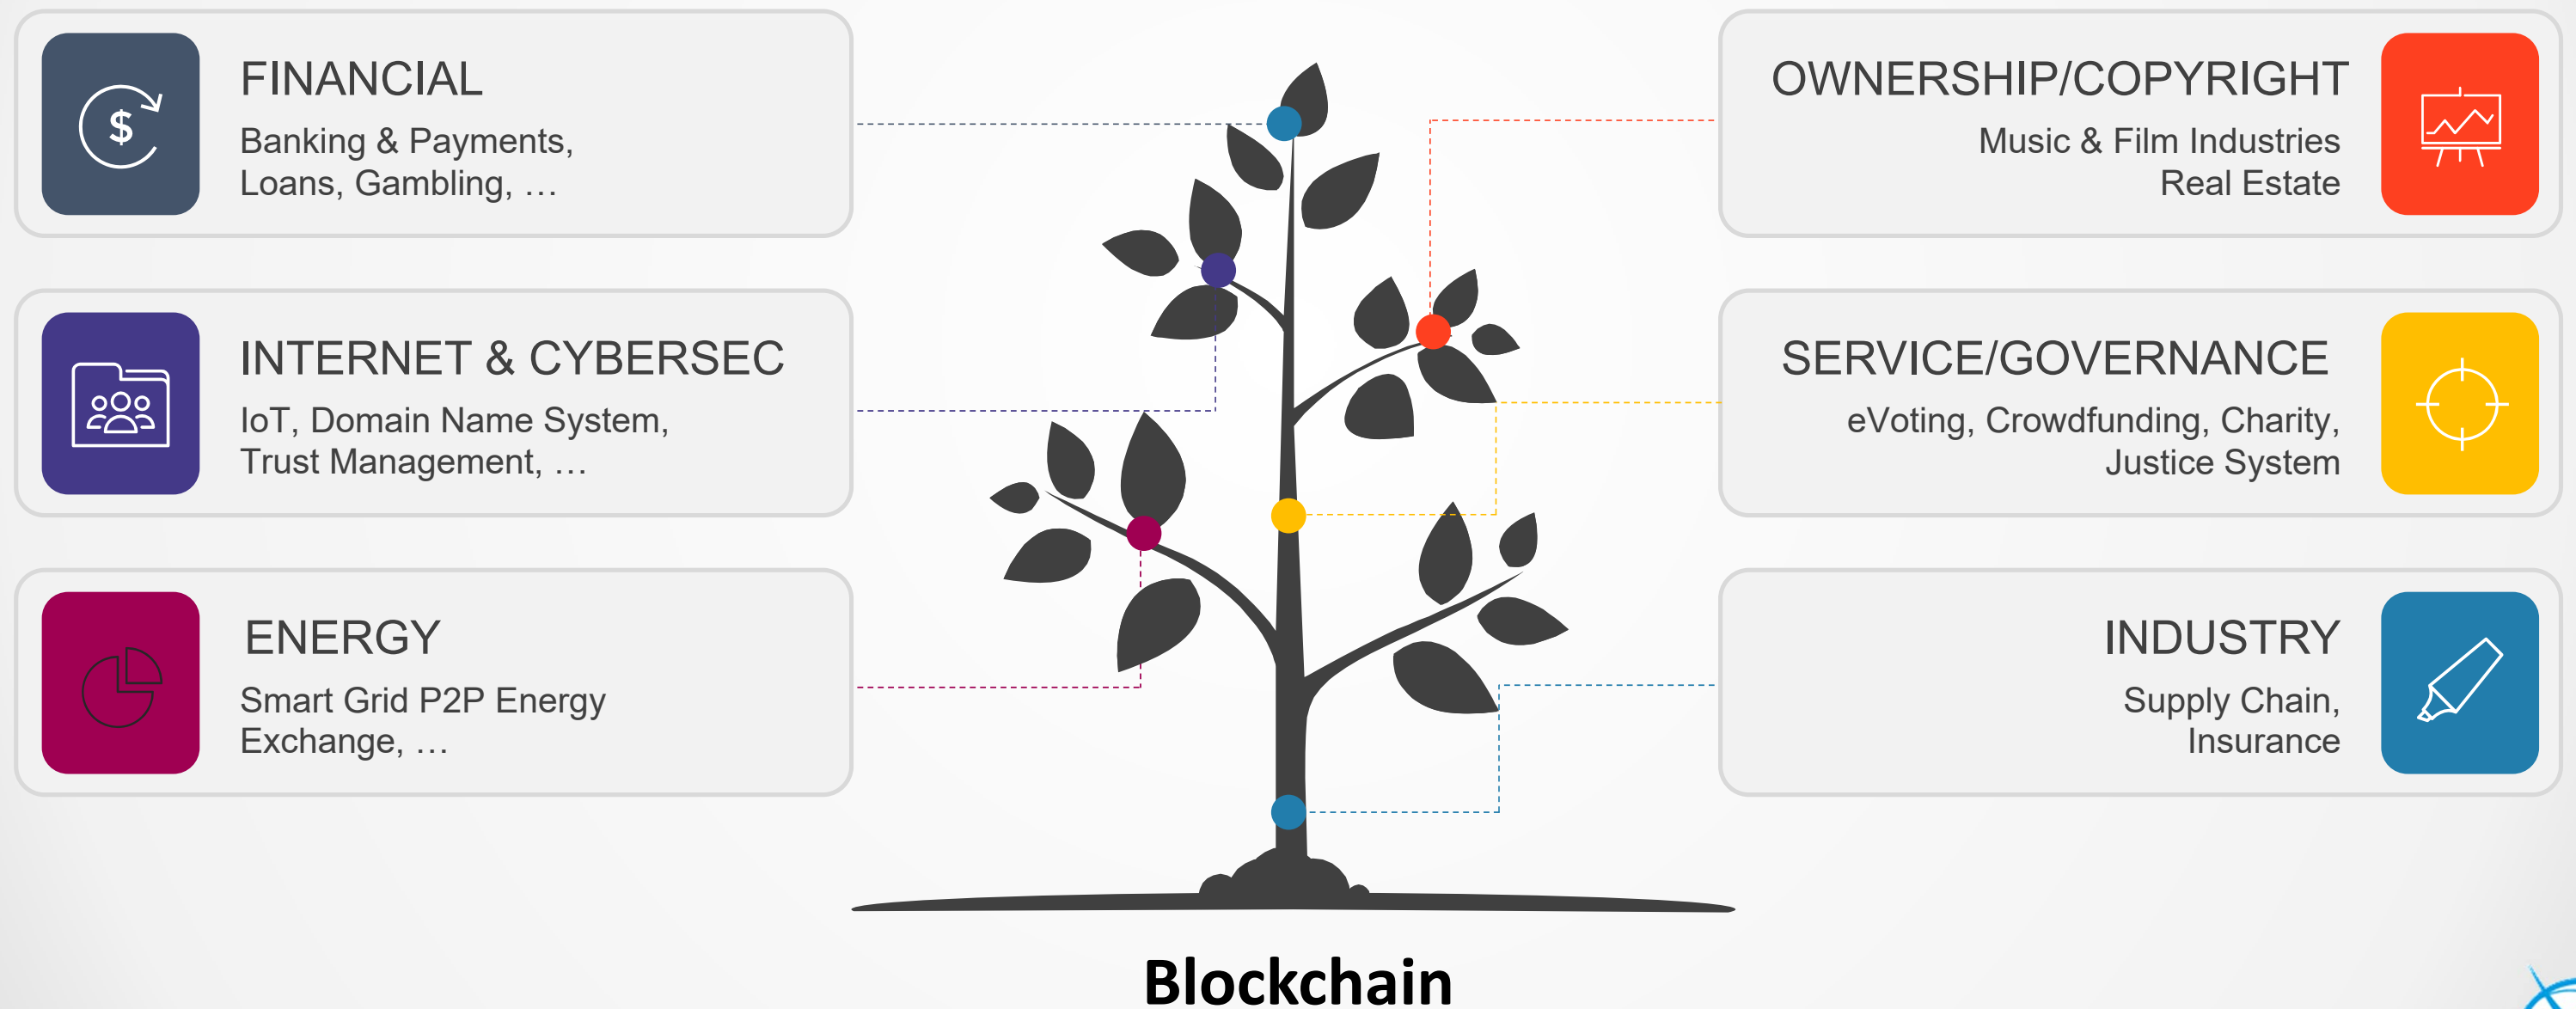 FINANCIAL
Banking & Payments,
Loans, Gambling, …
INTERNET & CYBERSEC
IoT, Domain Name System,
Trust Management, …
ENERGY
Smart Grid P2P Energy
Exchange, …
OWNERSHIP/COPYRIGHT
Music & Film Industries
Real Estate
SERVICE/GOVERNANCE
eVoting, Crowdfunding, Charity,
Justice System
INDUSTRY
Supply Chain,
Insurance
Blockchain
$